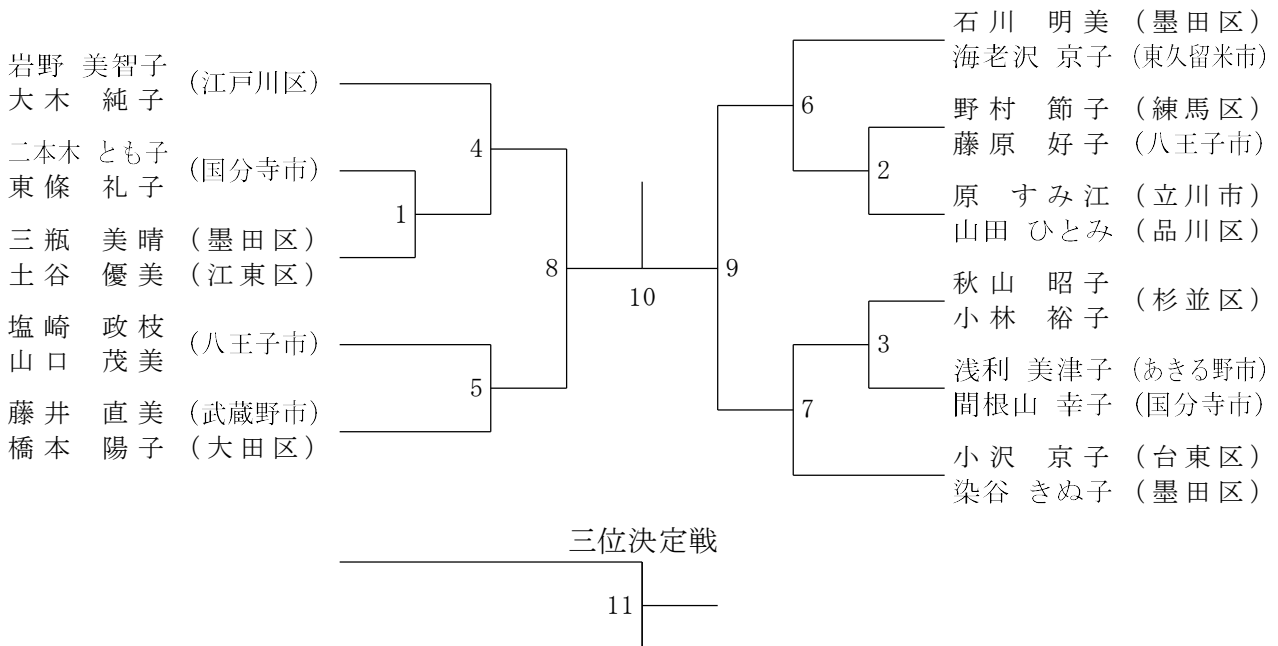 岩野 美智子
大木 純子 (江戸川区)
4
二本木 とも子
東條 礼子 (国分寺市)
1
三瓶 美晴 (墨田区)
土谷 優美 (江東区)
8
塩崎 政枝
山口 茂美 (八王子市)
5
藤井 直美 (武蔵野市)
橋本 陽子 (大田区)
10
石川 明美 (墨田区)
海老沢 京子 (東久留米市)
6
野村 節子 (練馬区)
藤原 好子 (八王子市)
2
原 すみ江 (立川市)
山田 ひとみ (品川区)
9
秋山 昭子
小林 裕子 (杉並区)
3
浅利 美津子 (あきる野市)
間根山 幸子 (国分寺市)
7
小沢 京子 (台東区)
染谷 きぬ子 (墨田区)
三位決定戦
11